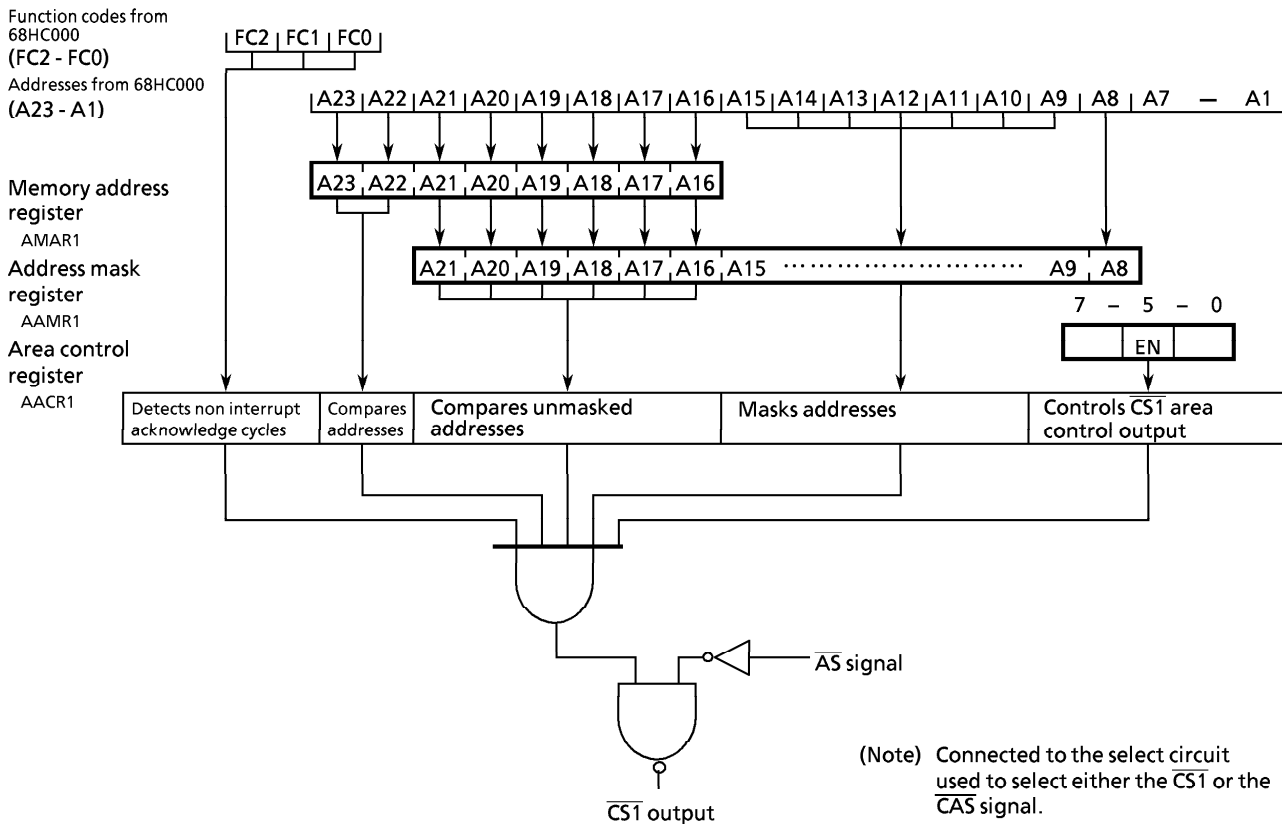 Function codes from
68HC000
(FC2 - FC0)
FC2 FC1 FC0
Addresses from 68HC000
(A23 - A1)
A23 A22 A21 A20 A19 A18 A17 A16 A15 A14 A13 A12 A11 A10 A9 A8 A7 — A1
Memory address
register
AMAR1
A23 A22 A21 A20 A19 A18 A17 A16
Address mask
register
AAMR1
A21 A20 A19 A18 A17 A16 A15 ⋯⋯⋯⋯⋯⋯⋯⋯⋯ A9 A8
7 – 5 – 0
Area control
register
AACR1
EN
Detects non interrupt
acknowledge cycles
Compares
addresses
Compares unmasked
addresses
Masks addresses
Controls C̅S̅1̅ area
control output
A̅S̅ signal
C̅S̅1̅ output
(Note) Connected to the select circuit
used to select either the C̅S̅1̅ or the
C̅A̅S̅ signal.